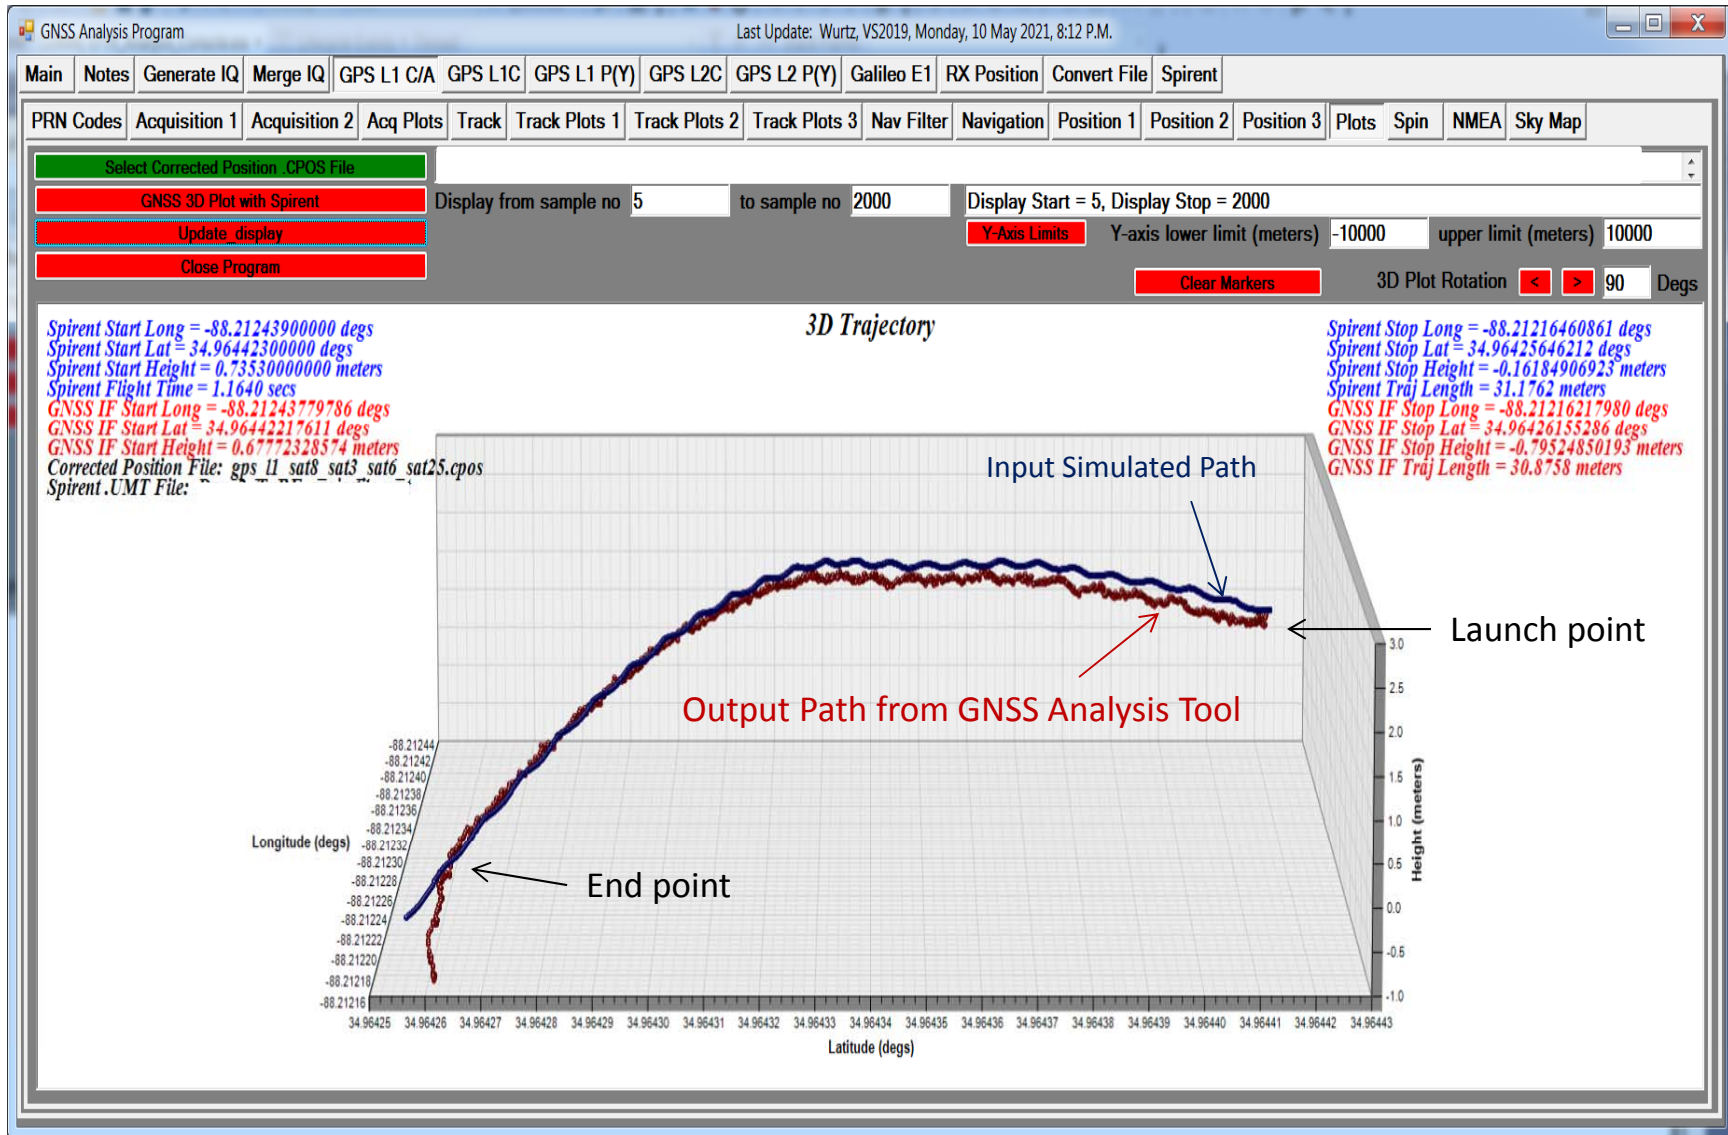 GNSS Analysis Program
Last Update: Wurtz, VS2019, Monday, 10 May 2021, 8:12 P.M.
Main Notes Generate IQ Merge IQ GPS L1 C/A GPS L1C GPS L1 P(Y) GPS L2C GPS L2 P(Y) Galileo E1 RX Position Convert File Spirent
PRN Codes Acquisition 1 Acquisition 2 Acq Plots Track Track Plots 1 Track Plots 2 Track Plots 3 Nav Filter Navigation Position 1 Position 2 Position 3 Plots Spin NMEA Sky Map
Select Corrected Position .CPOS File
GNSS 3D Plot with Spirent Display from sample no 5 to sample no 2000 Display Start = 5, Display Stop = 2000
Update_display Y-Axis Limits Y-axis lower limit (meters) -10000 upper limit (meters) 10000
Close Program
Clear Markers 3D Plot Rotation < > 90 Degs
3D Trajectory
Spirent Start Long = -88.21243900000 degs
Spirent Start Lat = 34.96442300000 degs
Spirent Start Height = 0.73530000000 meters
Spirent Flight Time = 1.1640 secs
GNSS IF Start Long = -88.21243779786 degs
GNSS IF Start Lat = 34.96442217611 degs
GNSS IF Start Height = 0.67772328574 meters
Corrected Position File: gps_l1_sat8_sat3_sat6_sat25.cpos
Spirent .UMT File:
Spirent Stop Long = -88.21216460861 degs
Spirent Stop Lat = 34.96425646212 degs
Spirent Stop Height = -0.16184906923 meters
Spirent Traj Length = 31.1762 meters
GNSS IF Stop Long = -88.21216217980 degs
GNSS IF Stop Lat = 34.96426155286 degs
GNSS IF Stop Height = -0.79524850193 meters
GNSS IF Traj Length = 30.8758 meters
Input Simulated Path
Launch point
Output Path from GNSS Analysis Tool
End point
3.0
2.5
2.0
1.5
1.0
0.5
0.0
-0.5
-1.0
Height (meters)
-88.21244
-88.21242
-88.21240
-88.21238
-88.21236
-88.21234
-88.21232
-88.21230
-88.21228
-88.21226
-88.21224
-88.21222
-88.21220
-88.21218
-88.21216
Longitude (degs)
34.96425 34.96426 34.96427 34.96428 34.96429 34.96430 34.96431 34.96432 34.96433 34.96434 34.96435 34.96436 34.96437 34.96438 34.96439 34.96440 34.96441 34.96442 34.96443
Latitude (degs)